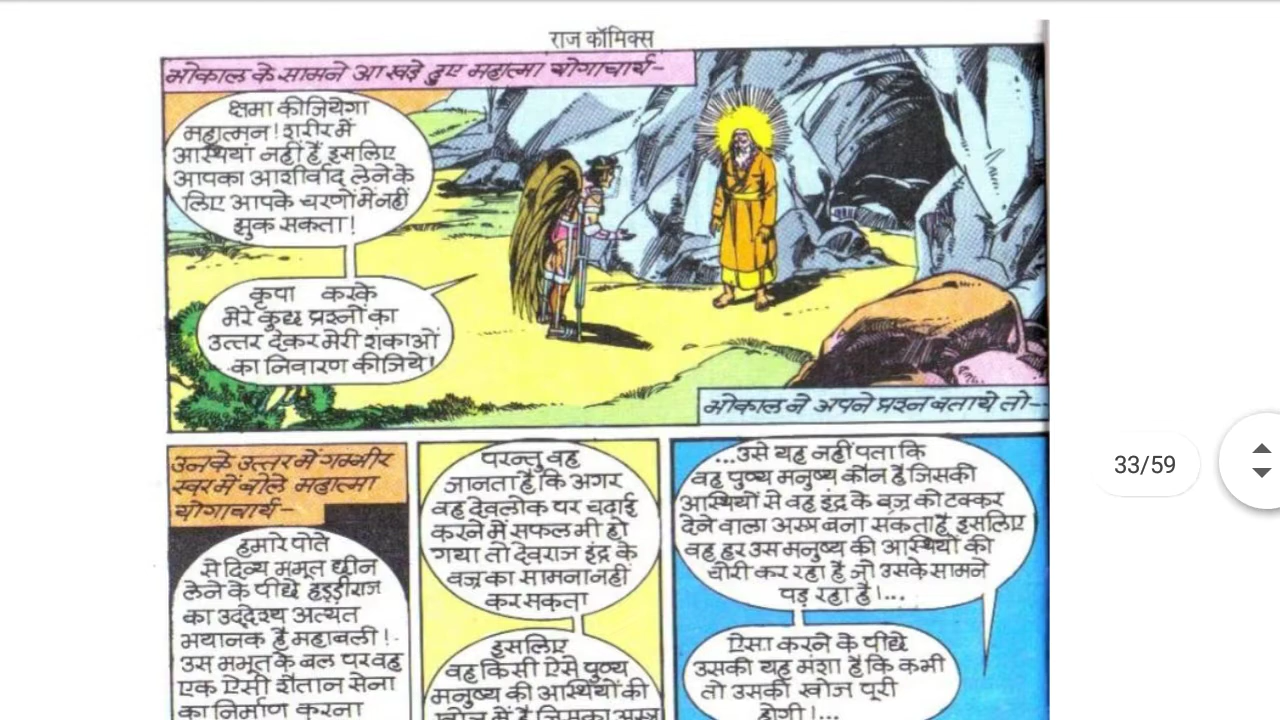 राज कॉमिक्स
भोकाल के सामने आ खड़े हुए महात्मा योगाचार्य-
क्षमा कीजियेगा
महात्मन! शरीर में
अस्थियां नहीं हैं, इसलिए
आपका आशीर्वाद लेने के
लिए आपके चरणों में नहीं
झुक सकता!
कृपा करके
मेरे कुछ प्रश्नों का
उत्तर देकर मेरी शंकाओं
का निवारण कीजिये!
भोकाल ने अपने प्रश्न बताये तो--
उनके उत्तर में गम्भीर
स्वर में बोले महात्मा
योगाचार्य-
हमारे पोते
से दिव्य भभूत छीन
लेने के पीछे हड्डीराज
का उद्देश्य अत्यंत
भयानक है महाबली!
उस भभूत के बल पर वह
एक ऐसी शैतान सेना
का निर्माण करना
परन्तु वह
जानता है कि अगर
वह देवलोक पर चढ़ाई
करने में सफल भी हो
गया तो देवराज इंद्र के
वज्र का सामना नहीं
कर सकता
इसलिए
वह किसी ऐसे पुण्य
मनुष्य की अस्थियों की
खोज में है जिसका अस्त्र
...उसे यह नहीं पता कि
वह पुण्य मनुष्य कौन है जिसकी
अस्थियों से वह इंद्र के वज्र को टक्कर
देने वाला अस्त्र बना सकता है, इसलिए
वह हर उस मनुष्य की अस्थियों की
चोरी कर रहा है जो उसके सामने
पड़ रहा है!...
ऐसा करने के पीछे
उसकी यह मंशा है कि कभी
तो उसकी खोज पूरी
होगी!...
33/59